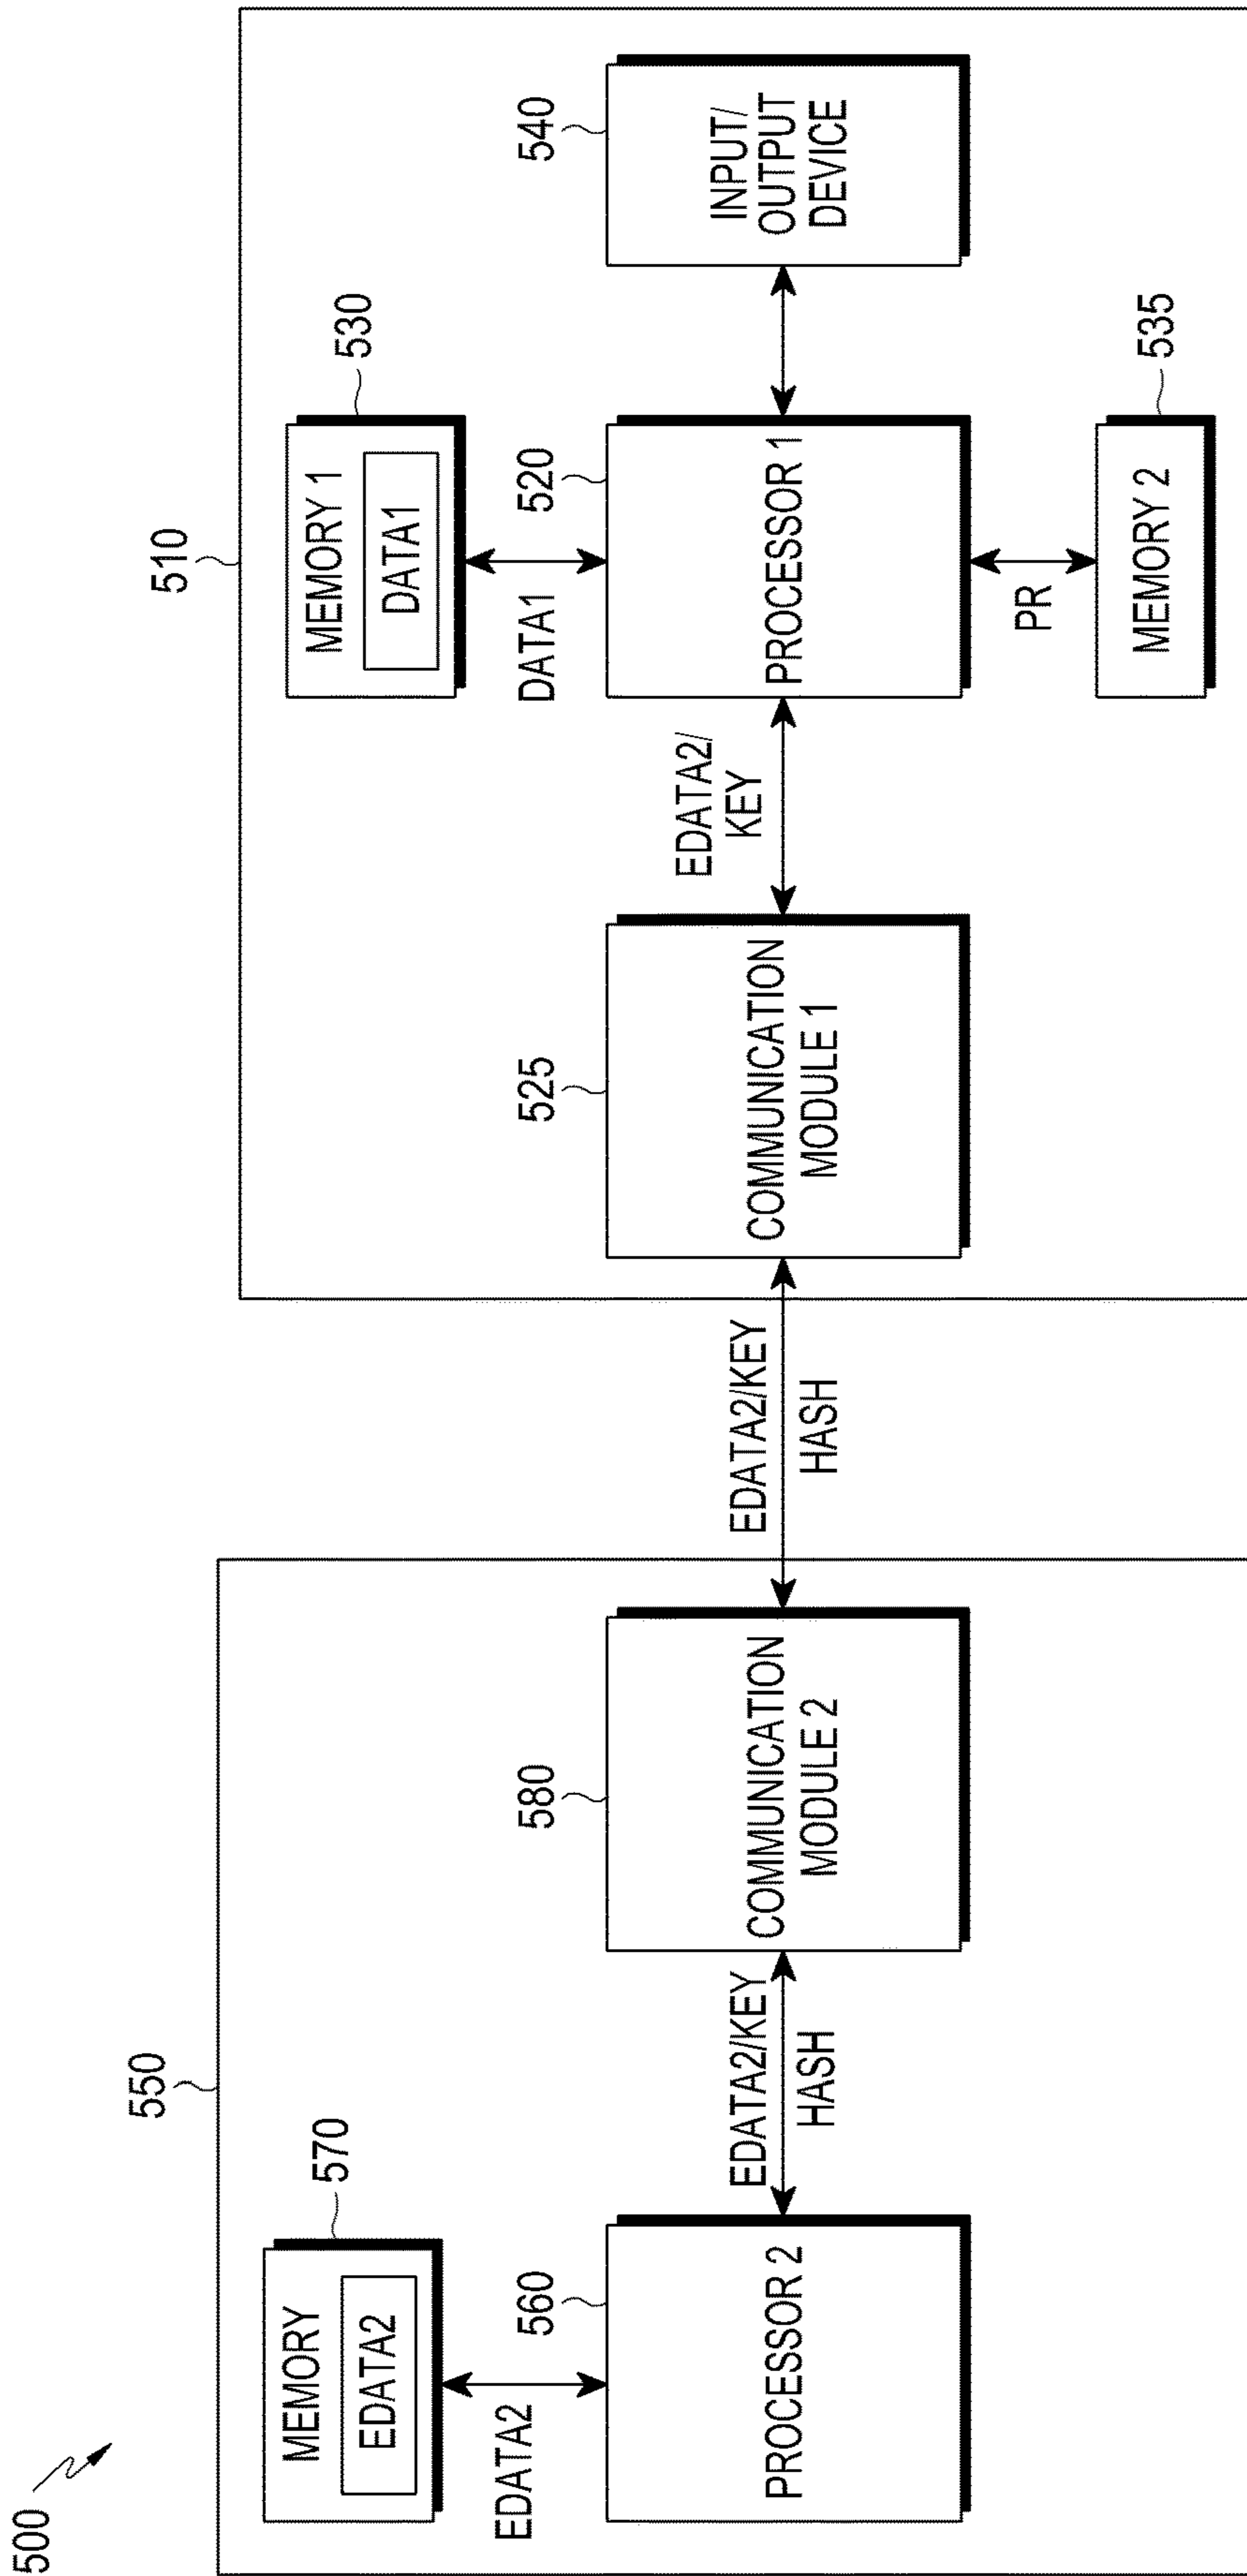 500
550
570
MEMORY
EDATA2
EDATA2
560
PROCESSOR 2
EDATA2/KEY
HASH
580
COMMUNICATION
MODULE 2
EDATA2/KEY
HASH
510
530
MEMORY 1
DATA1
DATA1
525
COMMUNICATION
MODULE 1
EDATA2/
KEY
520
PROCESSOR 1
PR
MEMORY 2
535
540
INPUT/
OUTPUT
DEVICE